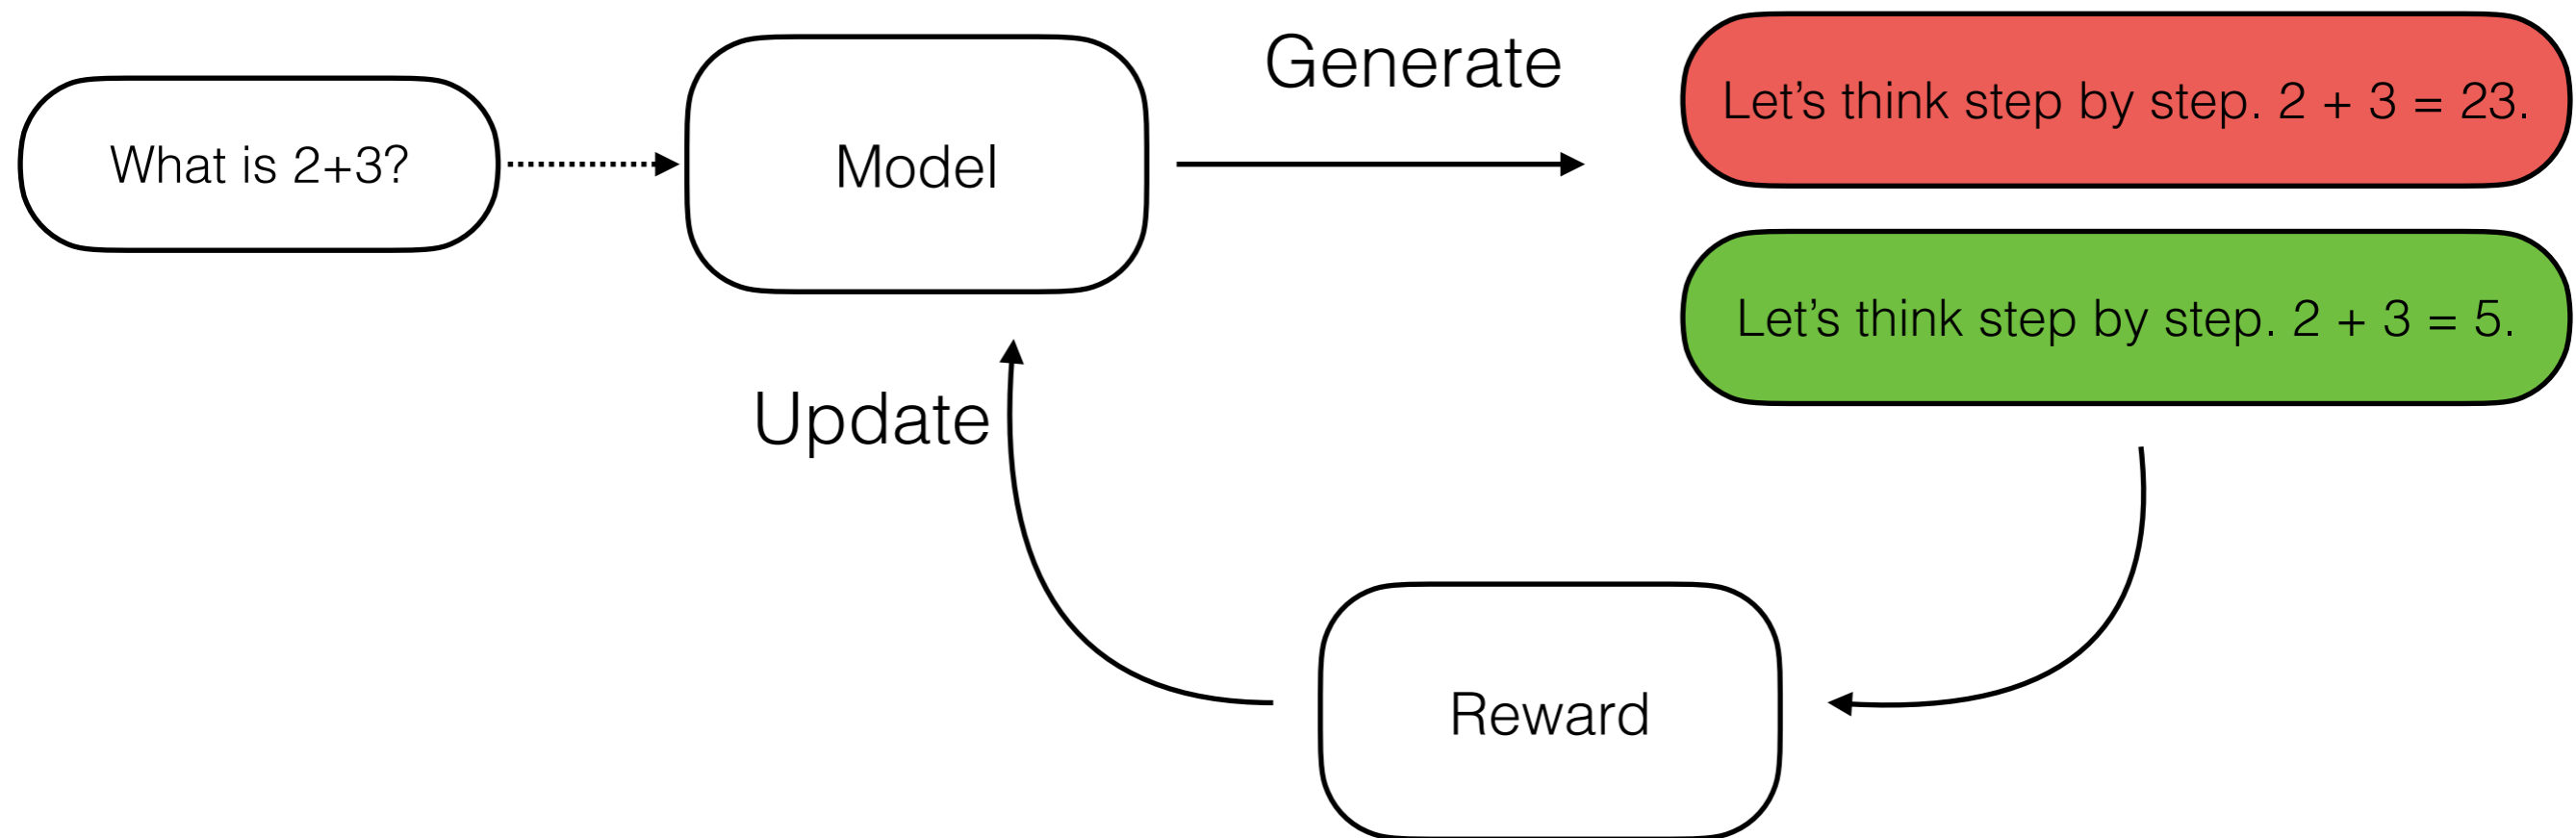 What is 2+3?
Model
Generate
Let's think step by step. 2 + 3 = 23.
Let's think step by step. 2 + 3 = 5.
Update
Reward